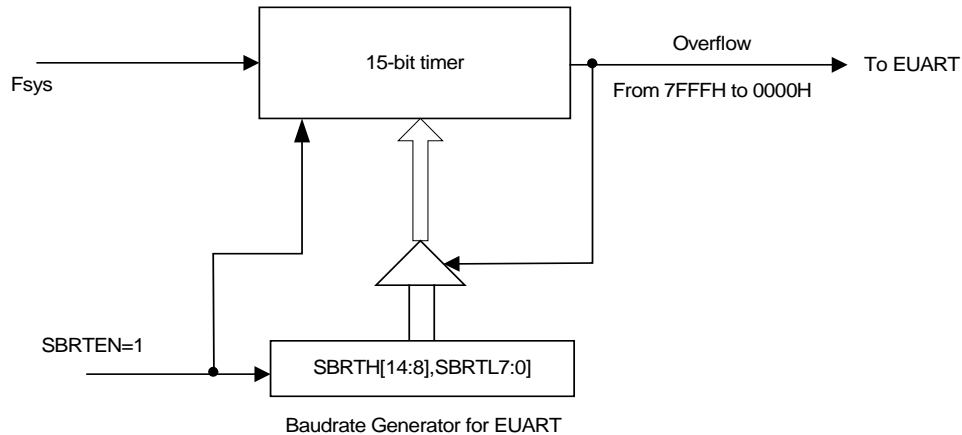 Fsys
15-bit timer
Overflow
From 7FFFH to 0000H
To EUART
SBRTEN=1
SBRTH[14:8],SBRTL7:0]
Baudrate Generator for EUART